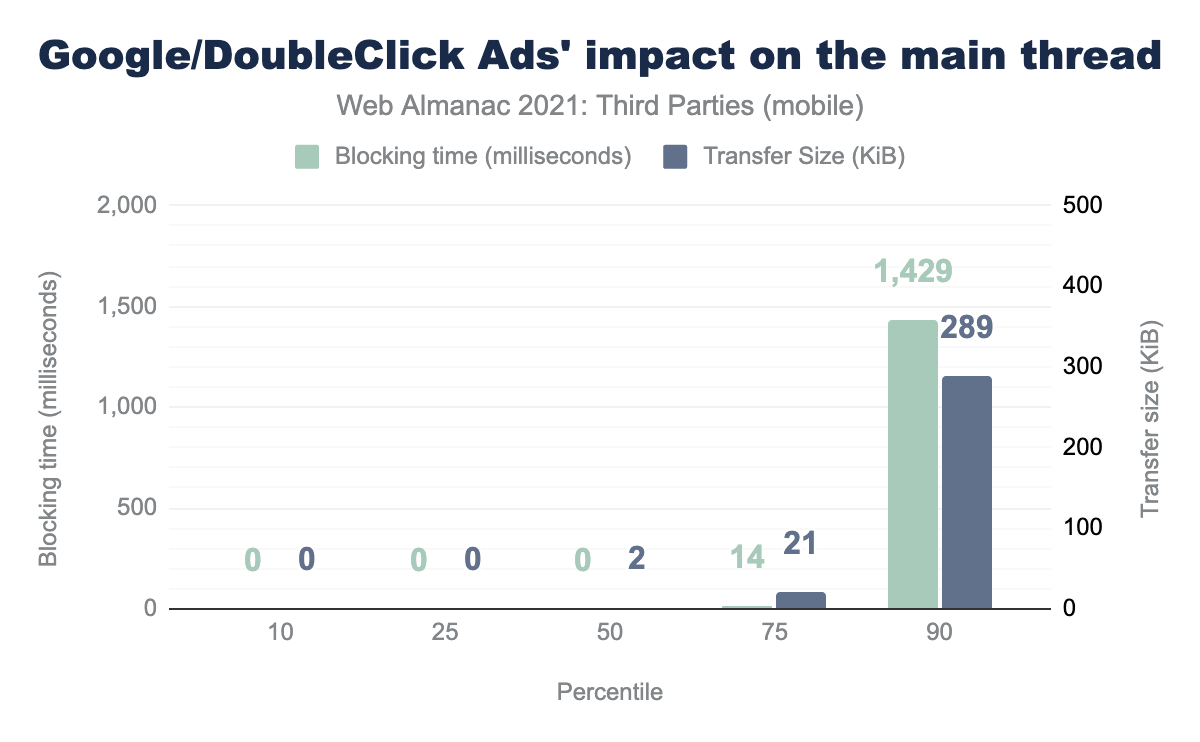 Google/DoubleClick Ads' impact on the main thread
Web Almanac 2021: Third Parties (mobile)
Blocking time (milliseconds)
Transfer Size (KiB)
Blocking time (milliseconds)
2,000
1,500
1,000
500
0
0 0
0 0
0 2
14 21
1,429 289
500
400
300
200
100
0
Transfer size (KiB)
10 25 50 75 90
Percentile